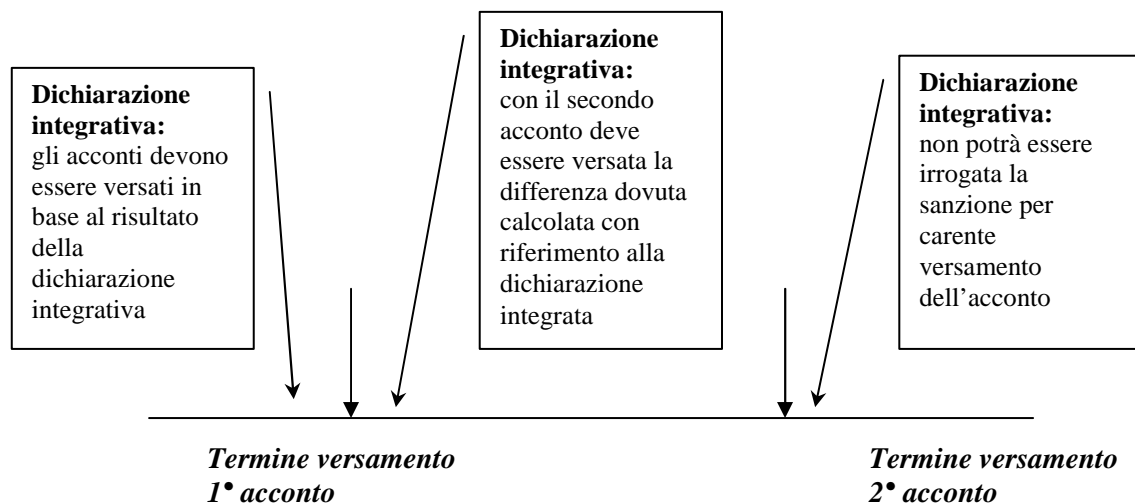 Dichiarazione
integrativa:
gli acconti devono
essere versati in
base al risultato
della
dichiarazione
integrativa
Dichiarazione
integrativa:
con il secondo
acconto deve
essere versata la
differenza dovuta
calcolata con
riferimento alla
dichiarazione
integrata
Dichiarazione
integrativa:
non potrà essere
irrogata la
sanzione per
carente
versamento
dell’acconto
Termine versamento
1• acconto
Termine versamento
2• acconto